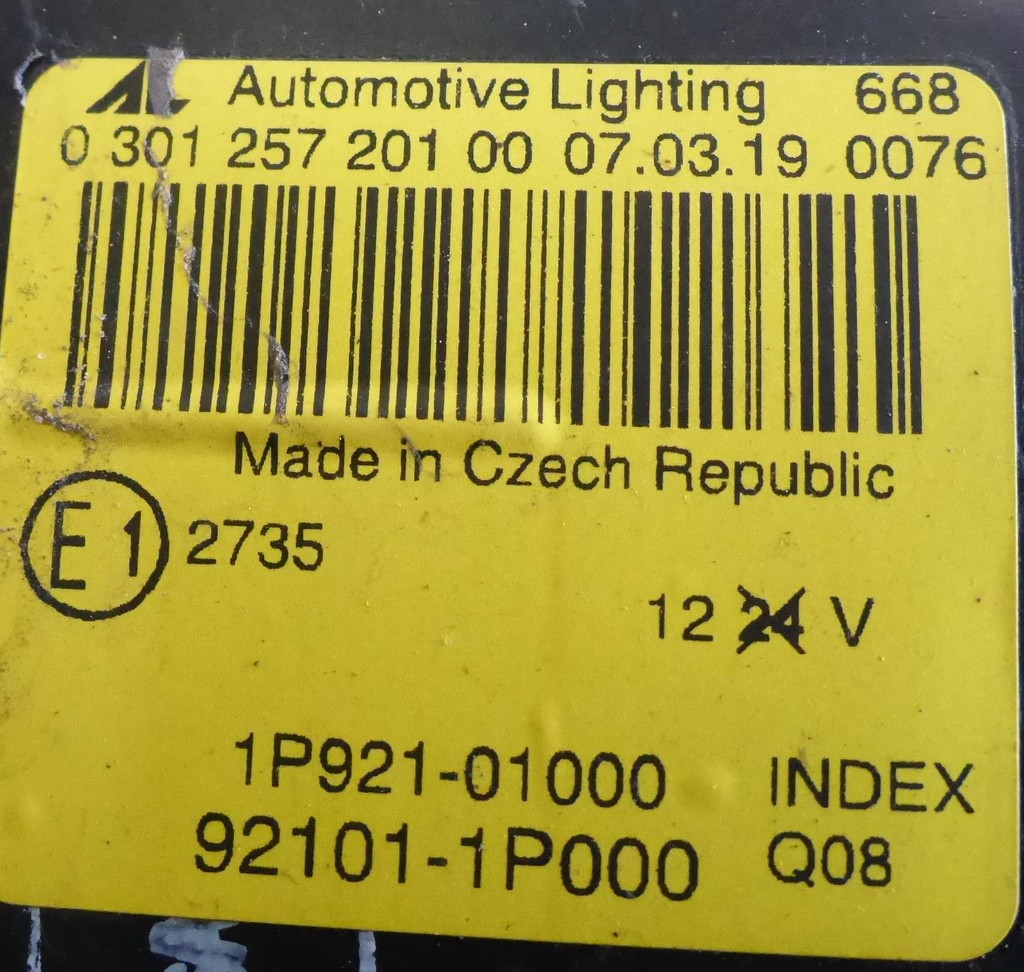 AL Automotive Lighting 668
0 301 257 201 00 07.03.19 0076
Made in Czech Republic
E1 2735
12 24 V
1P921-01000 INDEX
92101-1P000 Q08